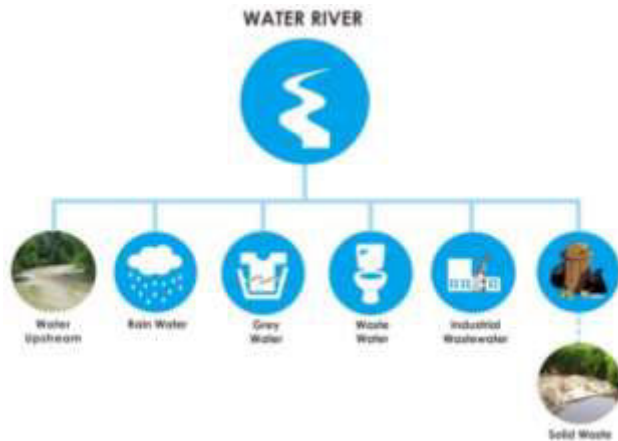 WATER RIVER
Water
Upstream
Rain Water
Grey
Water
Waste
Water
Industrial
Wastewater
Solid Waste